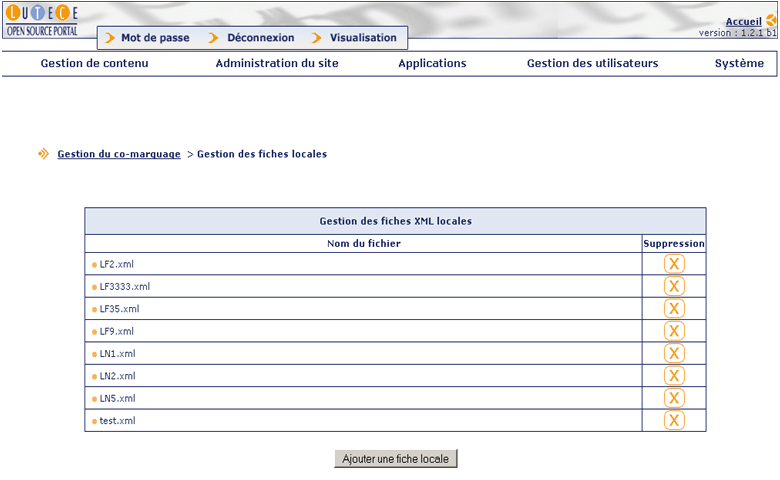 LUTECE
OPEN SOURCE PORTAL
Mot de passe Déconnexion Visualisation
Accueil
version : 1.2.1 b1
Gestion de contenu Administration du site Applications Gestion des utilisateurs Système
Gestion du co-marguage > Gestion des fiches locales
Gestion des fiches XML locales
Nom du fichier Suppression
LF2.xml X
LF3333.xml X
LF35.xml X
LF9.xml X
LN1.xml X
LN2.xml X
LN5.xml X
test.xml X
Ajouter une fiche locale